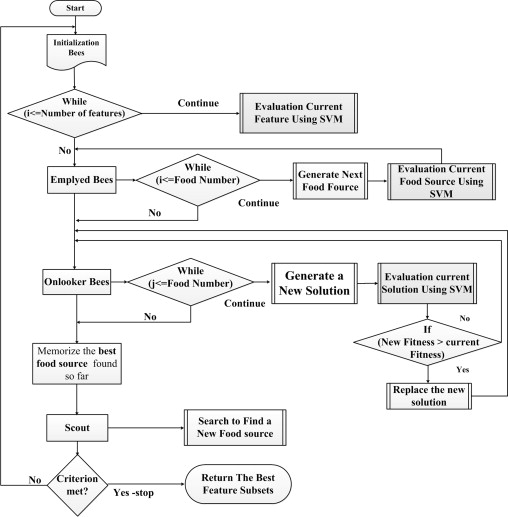 Start
Initialization
Bees
While
(i<=Number of features)
Continue
Evaluation Current
Feature Using SVM
No
Emplyed Bees
While
(i<=Food Number)
Continue
No
Generate Next
Food Fource
Evaluation Current
Food Source Using
SVM
Onlooker Bees
While
(j<=Food Number)
Continue
No
Generate a
New Solution
Evaluation current
Solution Using SVM
No
If
(New Fitness > current
Fitness)
Yes
Replace the new
solution
Memorize the best
food source found
so far
Scout
Search to Find a
New Food source
No
Criterion
met?
Yes -stop
Return The Best
Feature Subsets